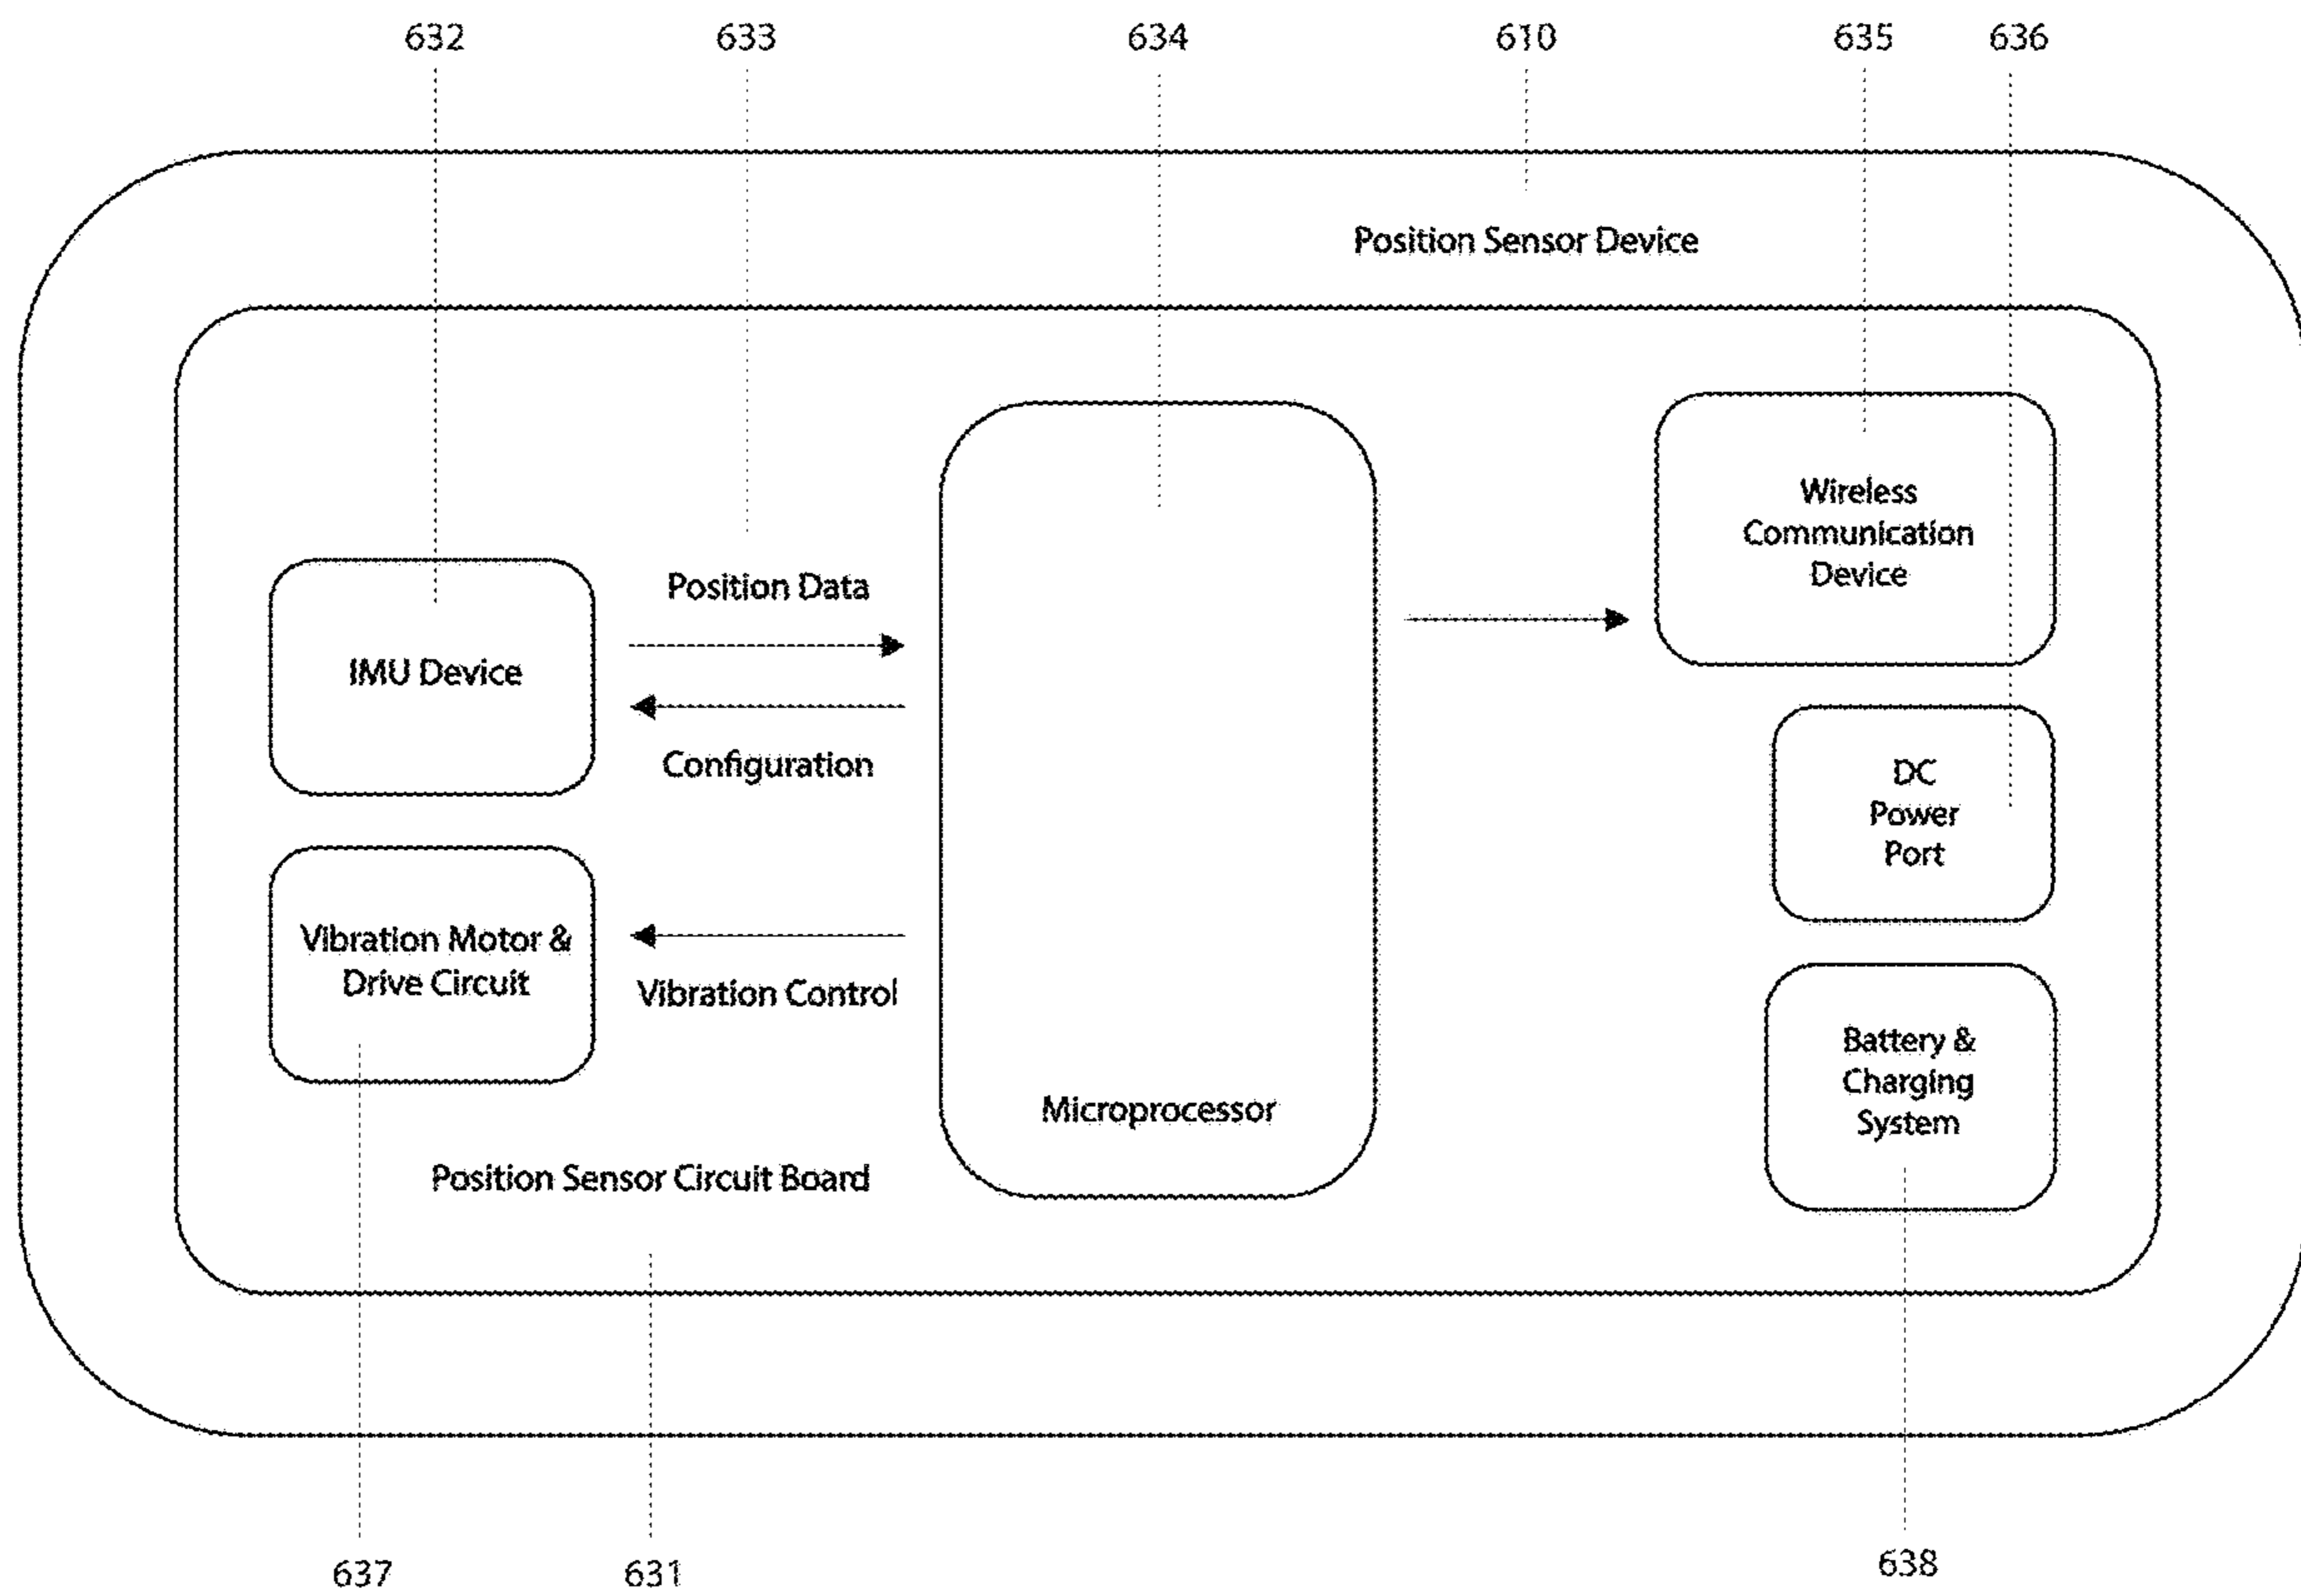 632
633
634
610
635
636
Position Sensor Device
Wireless
Communication
Device
Position Data
IMU Device
Configuration
DC
Power
Port
Vibration Motor &
Drive Circuit
Vibration Control
Battery &
Charging
System
Microprocessor
Position Sensor Circuit Board
637
631
638